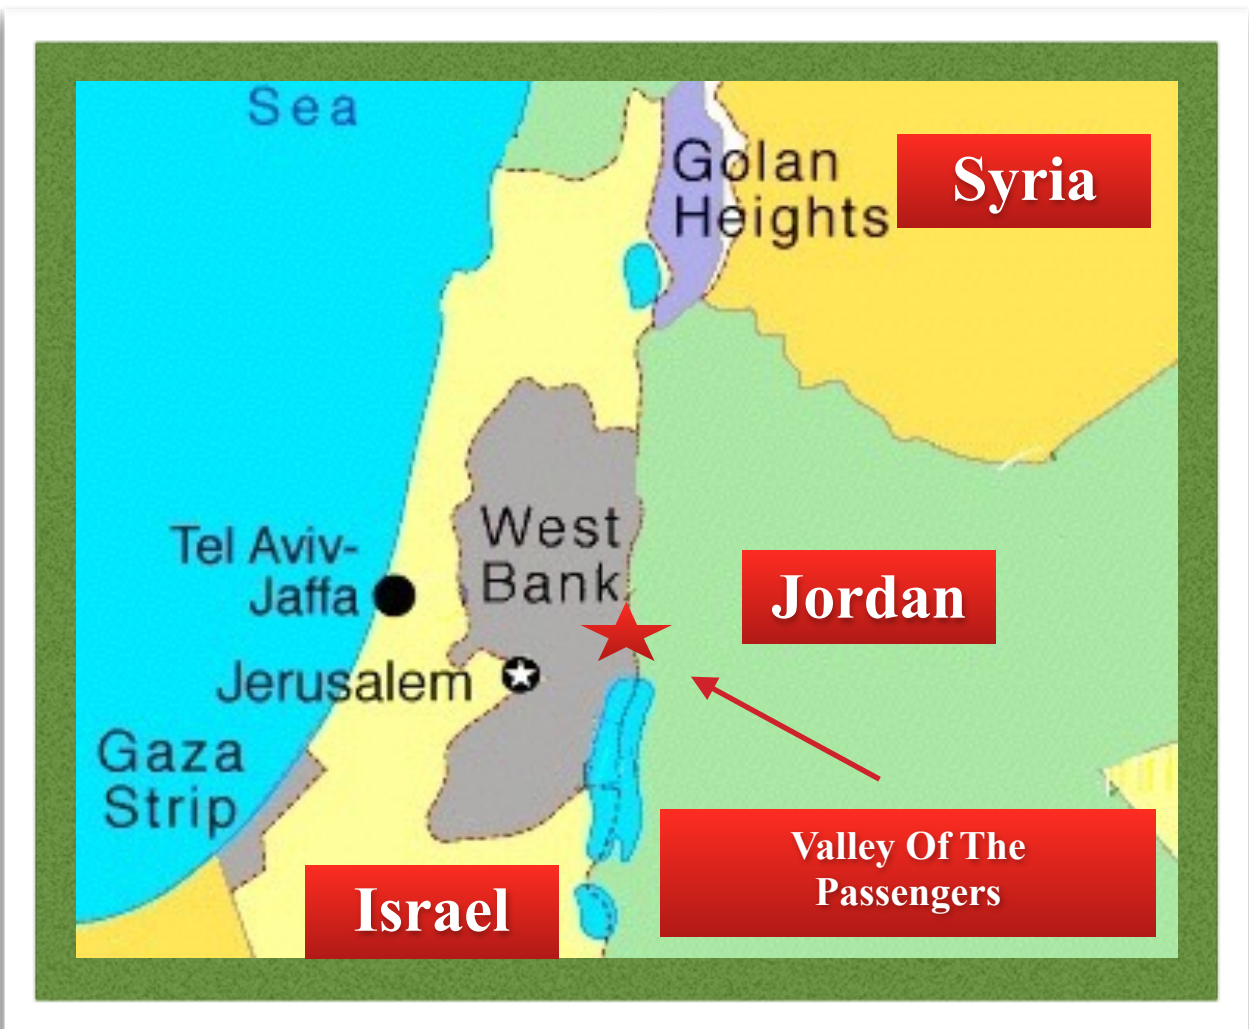 Sea
Golan
Heights
Syria
West
Bank
Tel Aviv-
Jaffa
Jordan
Jerusalem
Gaza
Strip
Valley Of The
Passengers
Israel